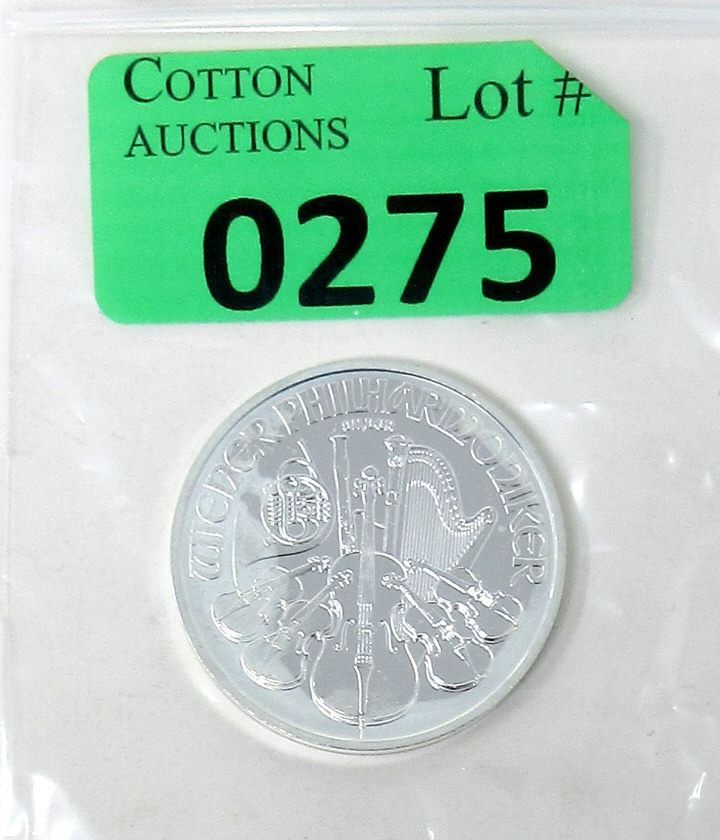 COTTON
AUCTIONS
Lot #
0275
WIENER PHILHARMONIKER